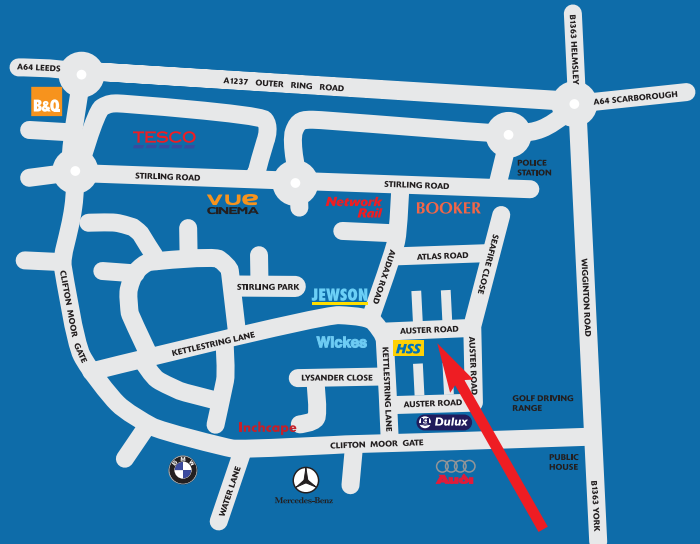 B1363 HELMSLEY
A64 LEEDS
A1237 OUTER RING ROAD
A64 SCARBOROUGH
B&Q
TESCO
POLICE
STATION
STIRLING ROAD
STIRLING ROAD
VUE
CINEMA
Network
Rail
BOOKER
ATLAS ROAD
SEAFIRE CLOSE
AUDAX ROAD
WIGGINTON ROAD
CLIFTON MOOR GATE
STIRLING PARK
JEWSON
AUSTER ROAD
KETTLESTRING LANE
Wickes
HSS
KETTLESTRING LANE
AUSTER ROAD
LYSANDER CLOSE
AUSTER ROAD
GOLF DRIVING
RANGE
Dulux
Inchcape
CLIFTON MOOR GATE
PUBLIC
HOUSE
BMW
WATER LANE
Mercedes-Benz
Audi
B1363 YORK